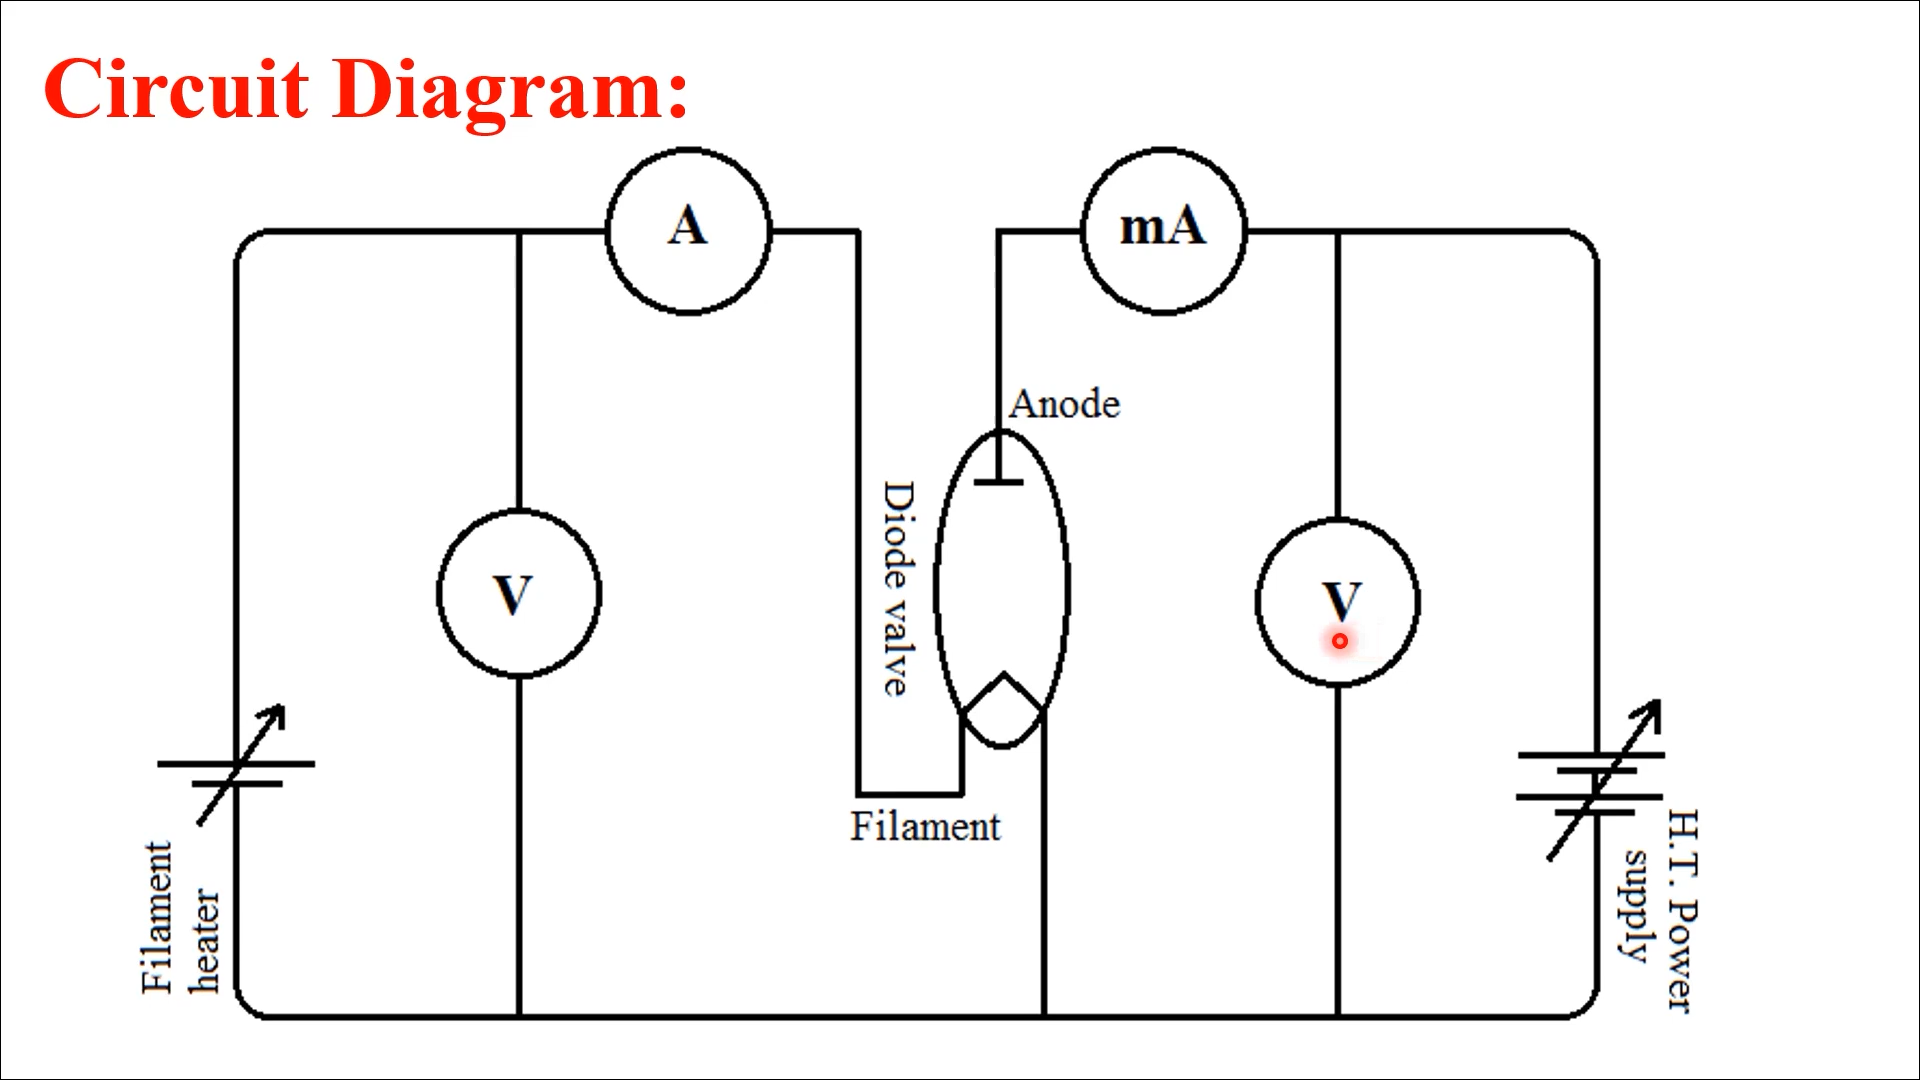 Circuit Diagram:
A
mA
Anode
Diode valve
V
V
Filament
Filament
heater
H.T. Power
supply